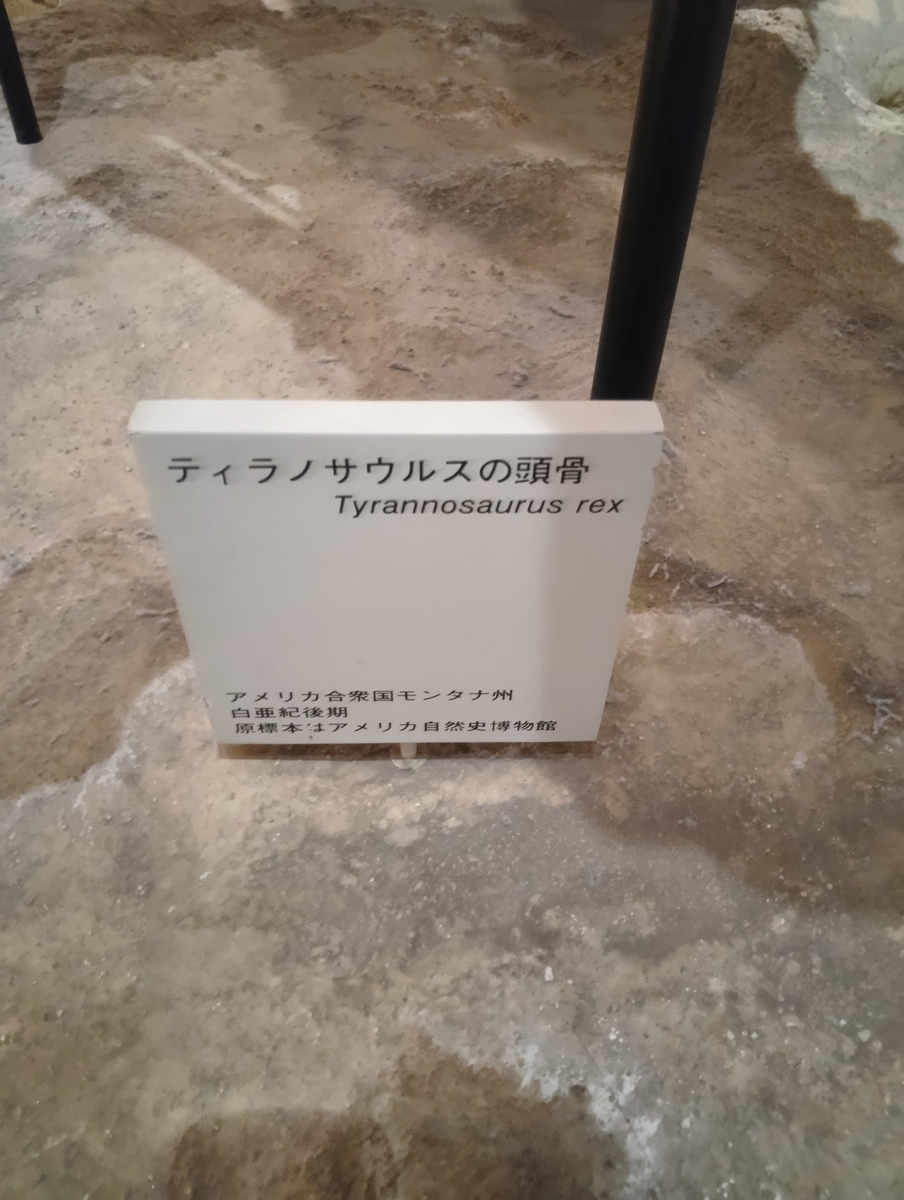 ティラノサウルスの頭骨
Tyrannosaurus rex
アメリカ合衆国モンタナ州
白亜紀後期
原標本はアメリカ自然史博物館